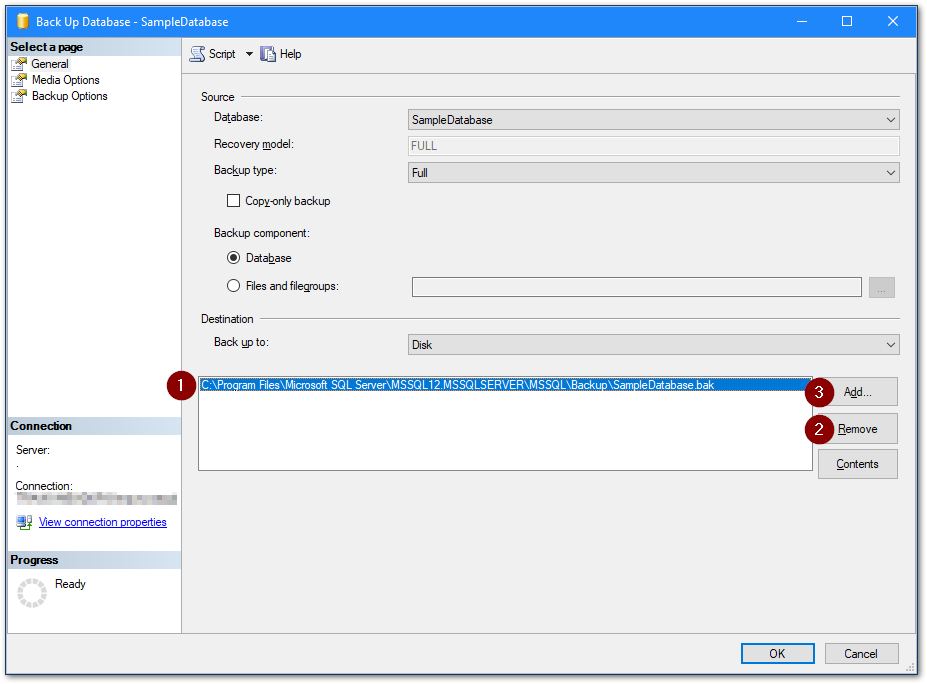 Back Up Database - SampleDatabase
Select a page
General
Media Options
Backup Options
Script
Help
Source
Database:
SampleDatabase
Recovery model:
FULL
Backup type:
Full
Copy-only backup
Backup component:
Database
Files and filegroups:
...
Destination
Back up to:
Disk
1
C:\Program Files\Microsoft SQL Server\MSSQL12.MSSQLSERVER\MSSQL\Backup\SampleDatabase.bak
3
Add...
2
Remove
Contents
Connection
Server:
.
Connection:
View connection properties
Progress
Ready
OK
Cancel